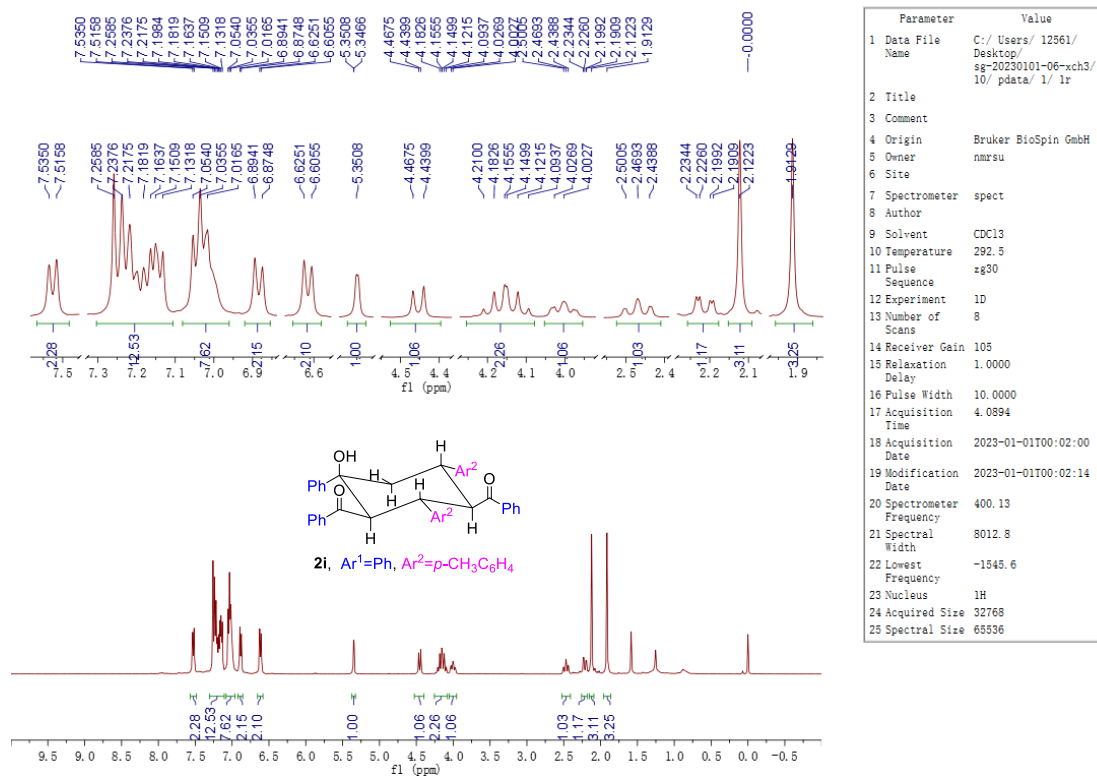 7.5350
7.5158
7.2585
7.2376
7.2175
7.1984
7.1819
7.1637
7.1509
7.1318
7.0540
7.0355
7.0165
6.8941
6.8748
6.6251
6.6055
5.3508
5.3466
4.4675
4.4399
4.1826
4.1555
4.1499
4.1215
4.0937
4.0269
4.0027
2.5005
2.4693
2.4388
2.2344
2.2260
2.1992
2.1909
2.1223
1.9129
-0.0000
7.5350
7.5158
7.2585
7.2376
7.2175
7.1819
7.1637
7.1509
7.1318
7.0540
7.0355
7.0165
6.8941
6.8748
6.6251
6.6055
5.3508
4.4675
4.4399
4.2100
4.1826
4.1555
4.1499
4.1215
4.0937
4.0269
4.0027
2.5005
2.4693
2.4388
2.2344
2.2260
2.1992
2.1909
2.1223
1.9129
2.28
12.53
7.62
2.15
2.10
1.00
1.06
2.26
1.06
1.03
1.17
3.11
3.25
7.5 7.3 7.2 7.1 7.0 6.9 6.6 4.5 4.4 4.2 4.1 4.0 2.5 2.4 2.2 2.1 1.9
f1 (ppm)
H
OH
Ar2
Ph
H
H
H
O
O
Ph
Ph
Ar2
H
H
2i, Ar1=Ph, Ar2=p-CH3C6H4
2.28
12.53
7.62
2.15
2.10
1.00
1.06
2.26
1.06
1.03
1.17
3.11
3.25
9.5 9.0 8.5 8.0 7.5 7.0 6.5 6.0 5.5 5.0 4.5 4.0 3.5 3.0 2.5 2.0 1.5 1.0 0.5 0.0 -0.5
f1 (ppm)
Parameter Value
1 Data File C:/ Users/ 12561/
Name Desktop/
sg-20230101-06-xch3/
10/ pdata/ 1/ 1r
2 Title
3 Comment
4 Origin Bruker BioSpin GmbH
5 Owner nmrsu
6 Site
7 Spectrometer spect
8 Author
9 Solvent CDCl3
10 Temperature 292.5
11 Pulse zg30
Sequence
12 Experiment 1D
13 Number of 8
Scans
14 Receiver Gain 105
15 Relaxation 1.0000
Delay
16 Pulse Width 10.0000
17 Acquisition 4.0894
Time
18 Acquisition 2023-01-01T00:02:00
Date
19 Modification 2023-01-01T00:02:14
Date
20 Spectrometer 400.13
Frequency
21 Spectral 8012.8
Width
22 Lowest -1545.6
Frequency
23 Nucleus 1H
24 Acquired Size 32768
25 Spectral Size 65536